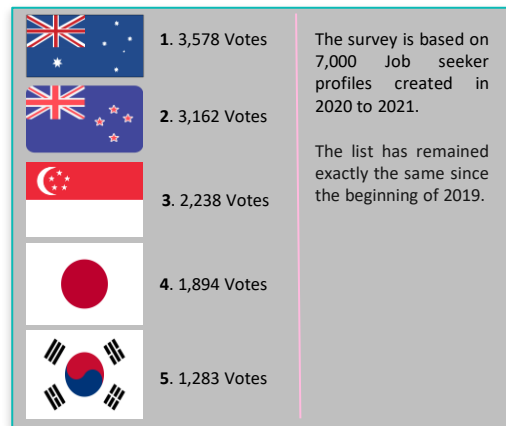 1. 3,578 Votes
2. 3,162 Votes
3. 2,238 Votes
4. 1,894 Votes
5. 1,283 Votes
The survey is based on
7,000 Job seeker
profiles created in
2020 to 2021.
The list has remained
exactly the same since
the beginning of 2019.